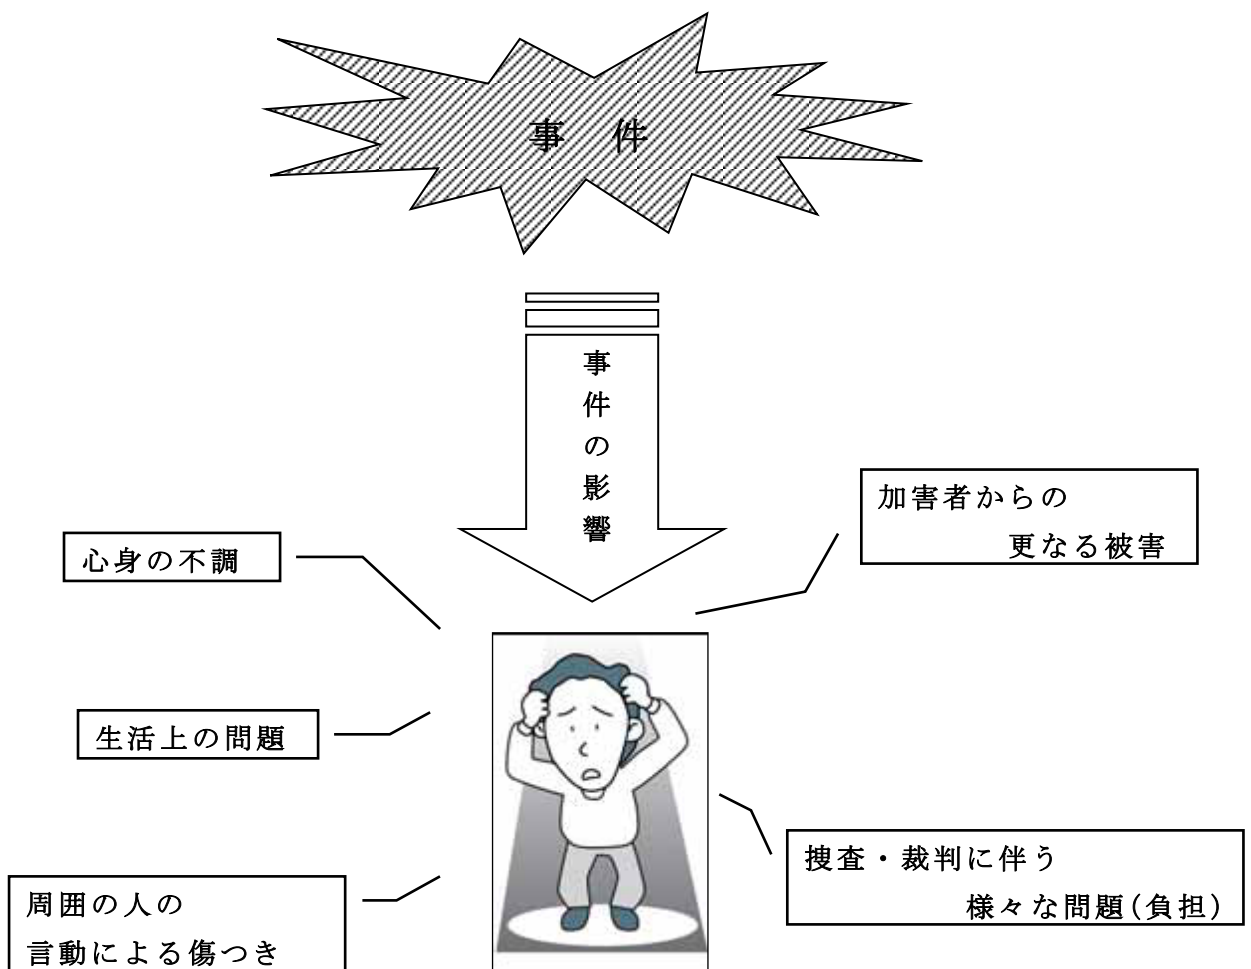 事 件
事件の影響
加害者からの
更なる被害
心身の不調
生活上の問題
捜査・裁判に伴う
様々な問題(負担)
周囲の人の
言動による傷つき